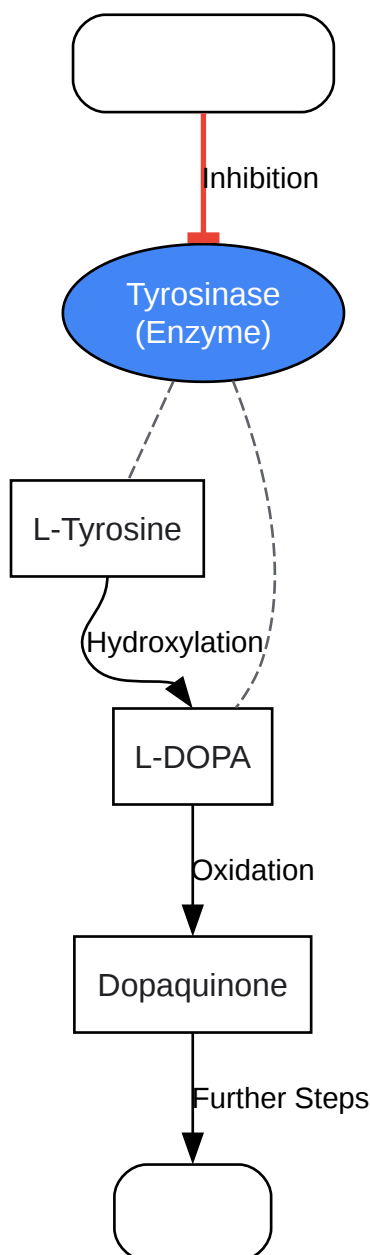 Inhibition
Tyrosinase
(Enzyme)
L-Tyrosine
Hydroxylation
L-DOPA
Oxidation
Dopaquinone
Further Steps